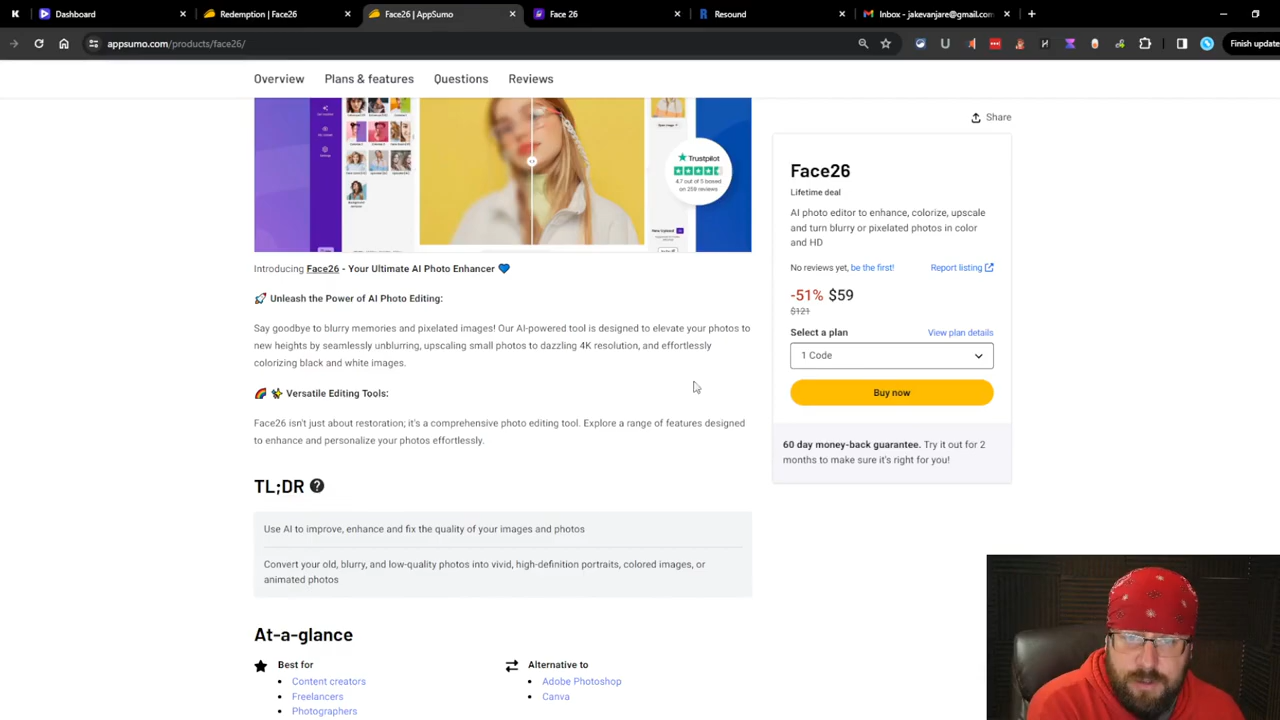 Dashboard
Redemption | Face26
Face26 | AppSumo
Face 26
Resound
Inbox - jakevanjare@gmail.com
appsumo.com/products/face26/
Finish update
Overview
Plans & features
Questions
Reviews
Share
Trustpilot
4.7 out of 5 based
on 259 reviews
Introducing Face26 - Your Ultimate AI Photo Enhancer
Unleash the Power of AI Photo Editing:
Say goodbye to blurry memories and pixelated images! Our AI-powered tool is designed to elevate your photos to
new heights by seamlessly unblurring, upscaling small photos to dazzling 4K resolution, and effortlessly
colorizing black and white images.
Versatile Editing Tools:
Face26 isn't just about restoration; it's a comprehensive photo editing tool. Explore a range of features designed
to enhance and personalize your photos effortlessly.
TL;DR ?
Use AI to improve, enhance and fix the quality of your images and photos
Convert your old, blurry, and low-quality photos into vivid, high-definition portraits, colored images, or
animated photos
At-a-glance
Best for
Content creators
Freelancers
Photographers
Alternative to
Adobe Photoshop
Canva
Face26
Lifetime deal
AI photo editor to enhance, colorize, upscale
and turn blurry or pixelated photos in color
and HD
No reviews yet, be the first!
Report listing
-51% $59
$121
Select a plan
View plan details
1 Code
Buy now
60 day money-back guarantee. Try it out for 2
months to make sure it's right for you!